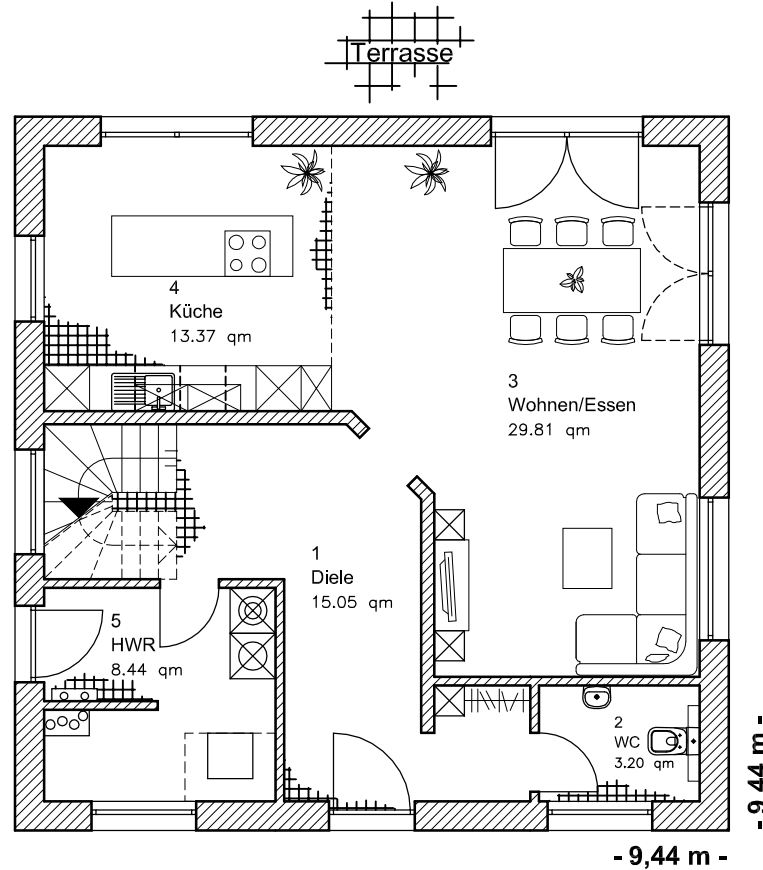 Terrasse
4
Küche
13.37 qm
3
Wohnen/Essen
29.81 qm
1
Diele
15.05 qm
5
HWR
8.44 qm
2
WC
3.20 qm
- 9,44 m -
- 9,44 m -